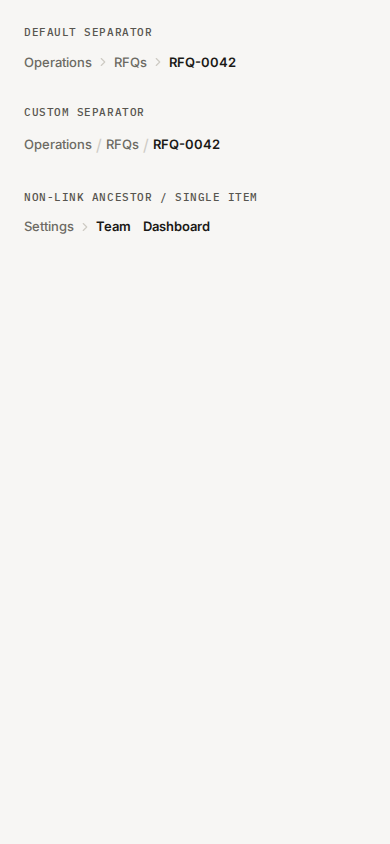 DEFAULT SEPARATOR
Operations > RFQs > RFQ-0042
CUSTOM SEPARATOR
Operations / RFQs / RFQ-0042
NON-LINK ANCESTOR / SINGLE ITEM
Settings > Team Dashboard